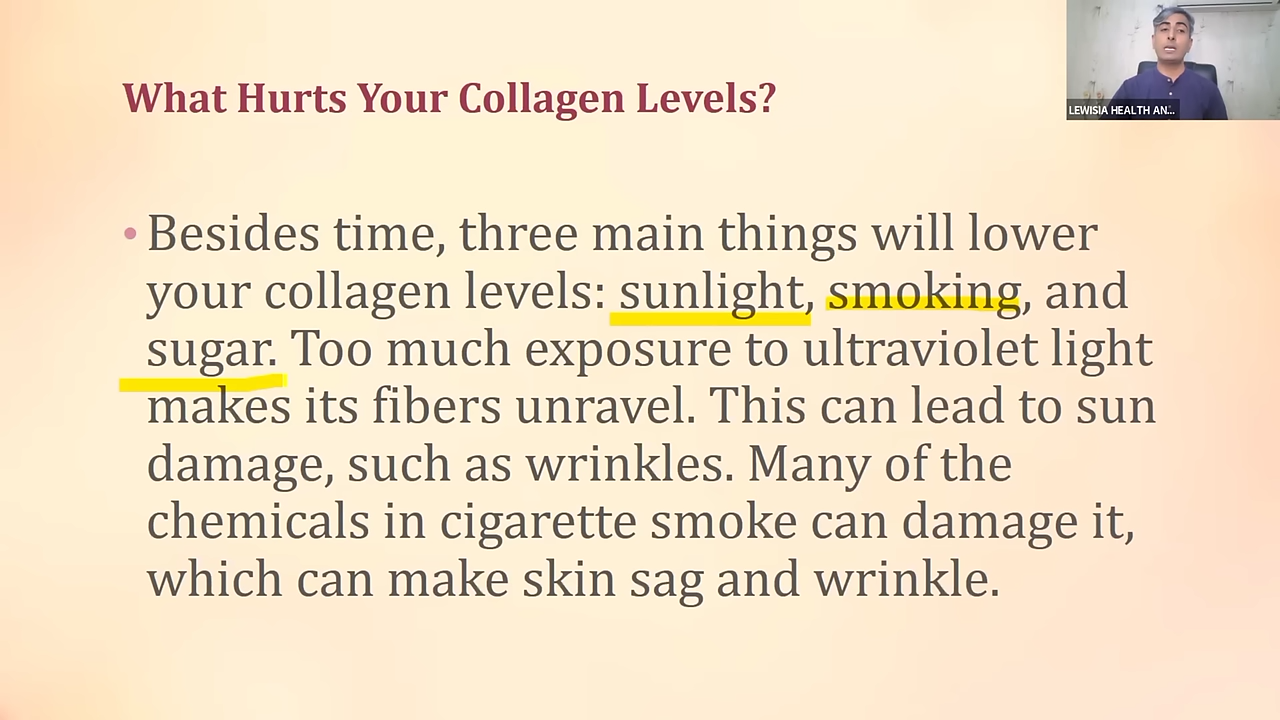 What Hurts Your Collagen Levels?
LEWISIA HEALTH AN...
• Besides time, three main things will lower
your collagen levels: sunlight, smoking, and
sugar. Too much exposure to ultraviolet light
makes its fibers unravel. This can lead to sun
damage, such as wrinkles. Many of the
chemicals in cigarette smoke can damage it,
which can make skin sag and wrinkle.